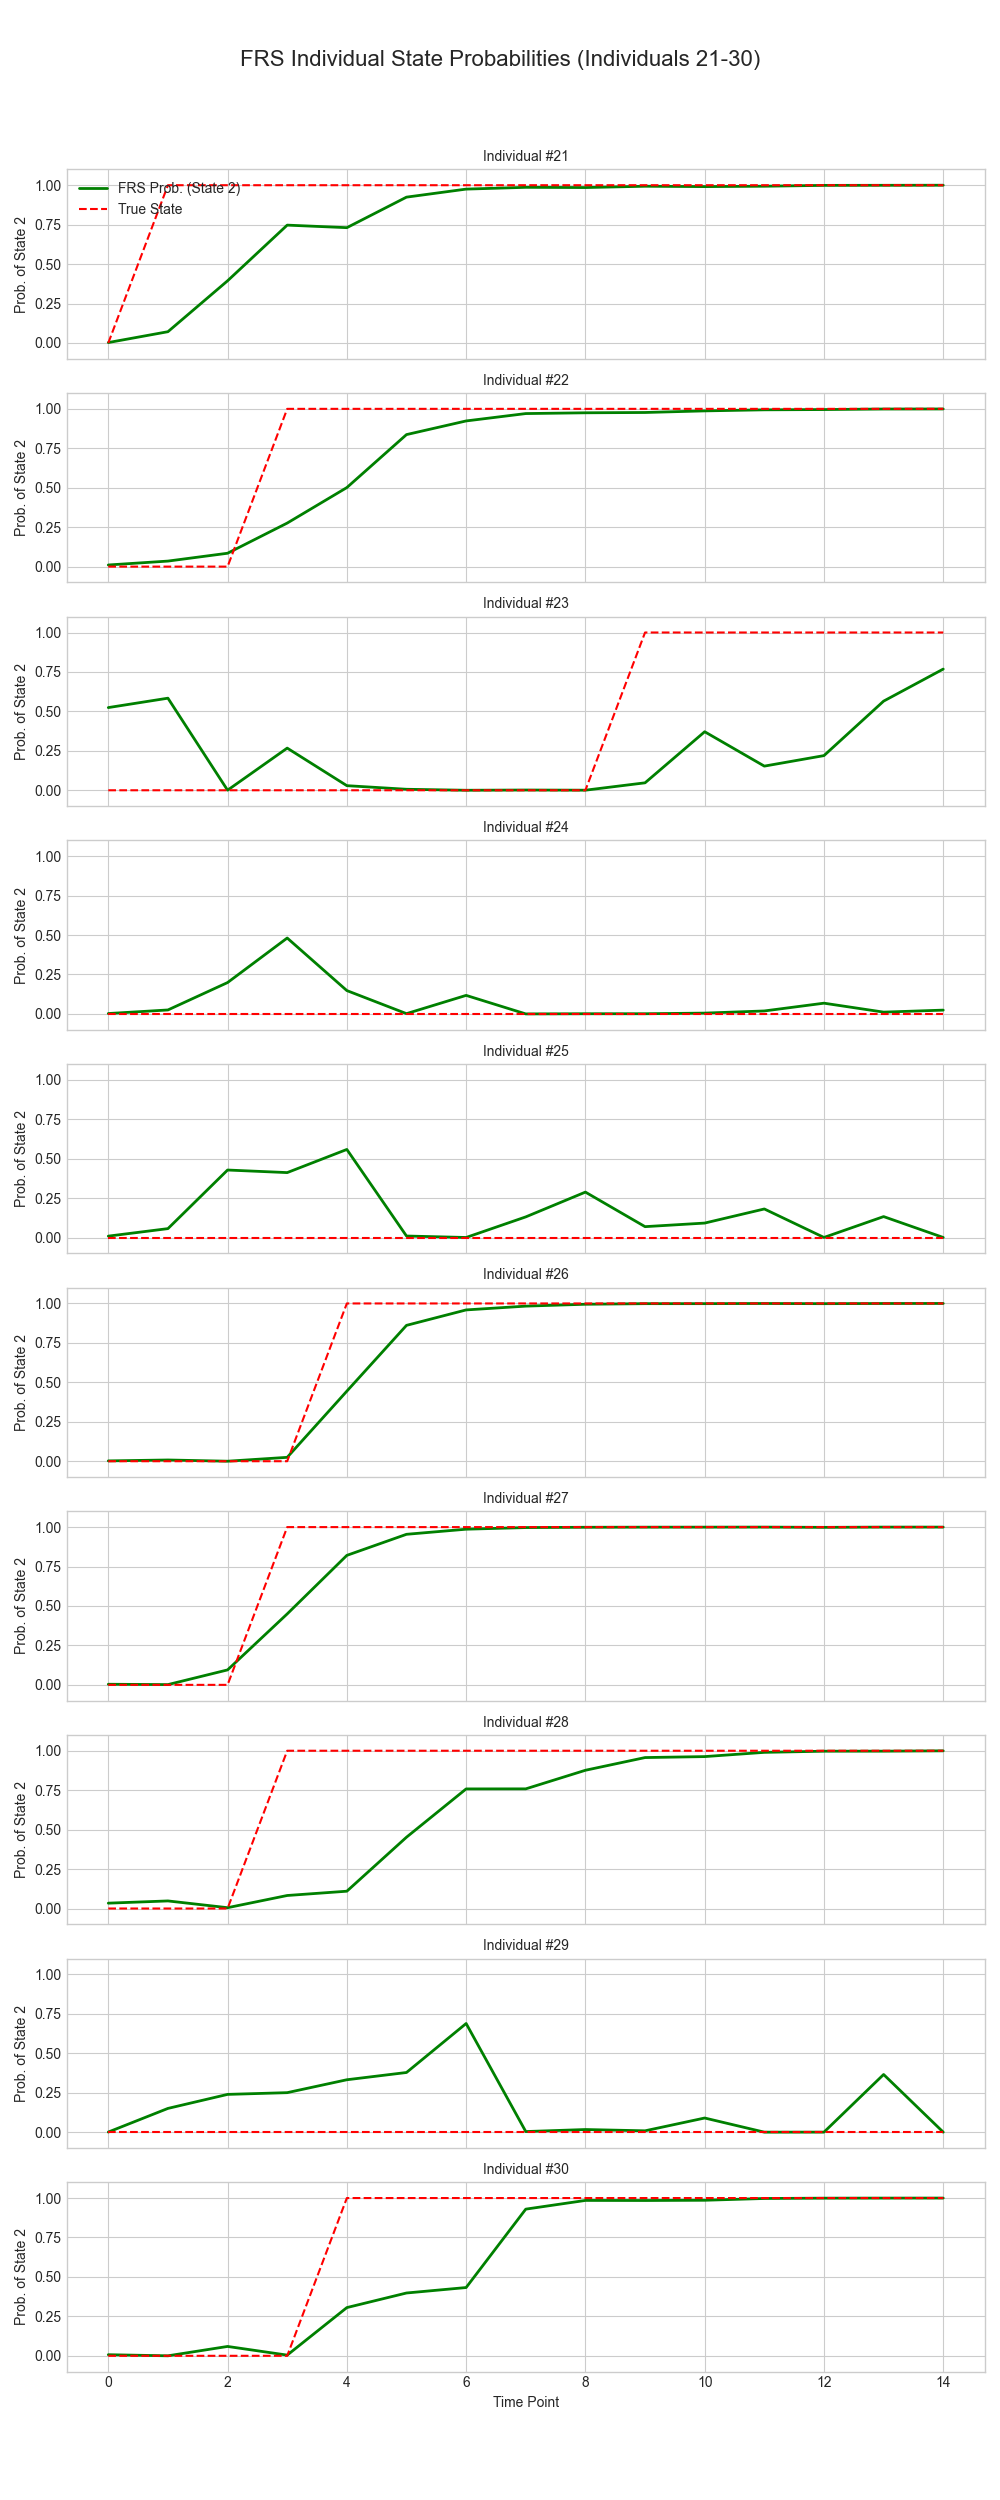 FRS Individual State Probabilities (Individuals 21-30)
Individual #21
FRS Prob. (State 2)
True State
1.00
0.75
0.50
0.25
0.00
Prob. of State 2
Individual #22
1.00
0.75
0.50
0.25
0.00
Prob. of State 2
Individual #23
1.00
0.75
0.50
0.25
0.00
Prob. of State 2
Individual #24
1.00
0.75
0.50
0.25
0.00
Prob. of State 2
Individual #25
1.00
0.75
0.50
0.25
0.00
Prob. of State 2
Individual #26
1.00
0.75
0.50
0.25
0.00
Prob. of State 2
Individual #27
1.00
0.75
0.50
0.25
0.00
Prob. of State 2
Individual #28
1.00
0.75
0.50
0.25
0.00
Prob. of State 2
Individual #29
1.00
0.75
0.50
0.25
0.00
Prob. of State 2
Individual #30
1.00
0.75
0.50
0.25
0.00
Prob. of State 2
0 2 4 6 8 10 12 14
Time Point